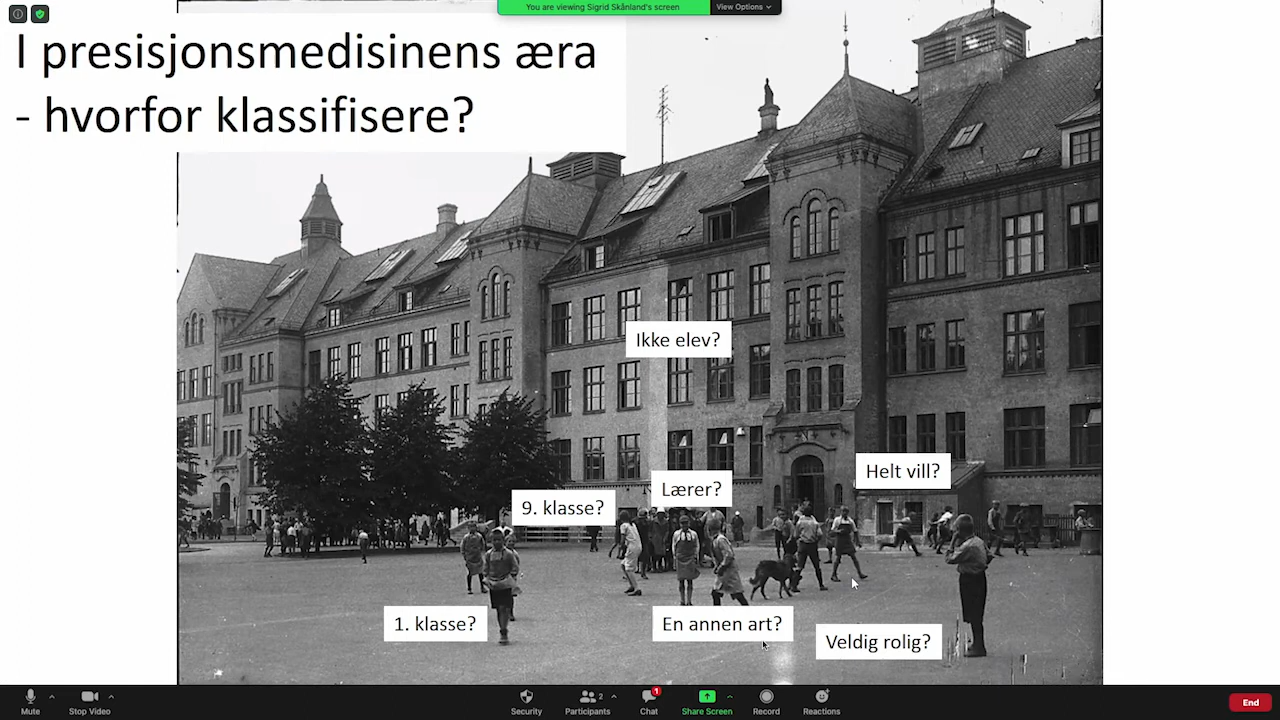 You are viewing Sigrid Skånland's screen
View Options
I presisjonsmedisinens æra
- hvorfor klassifisere?
Ikke elev?
Helt vill?
Lærer?
9. klasse?
1. klasse?
En annen art?
Veldig rolig?
Mute
Stop Video
Security
Participants
2
Chat
1
Share Screen
Record
Reactions
End